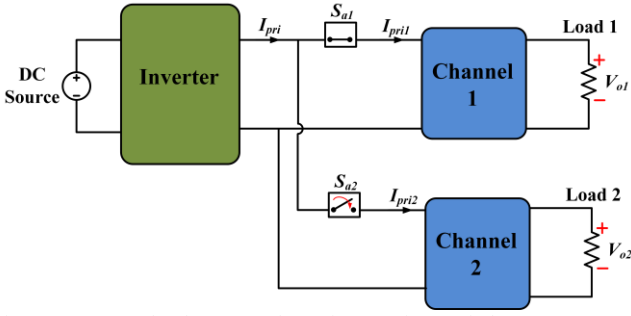 DC
Source
+
−
Inverter
I_pri
S_a1
I_pri1
Channel
1
Load 1
+
V_o1
−
S_a2
I_pri2
Channel
2
Load 2
+
V_o2
−